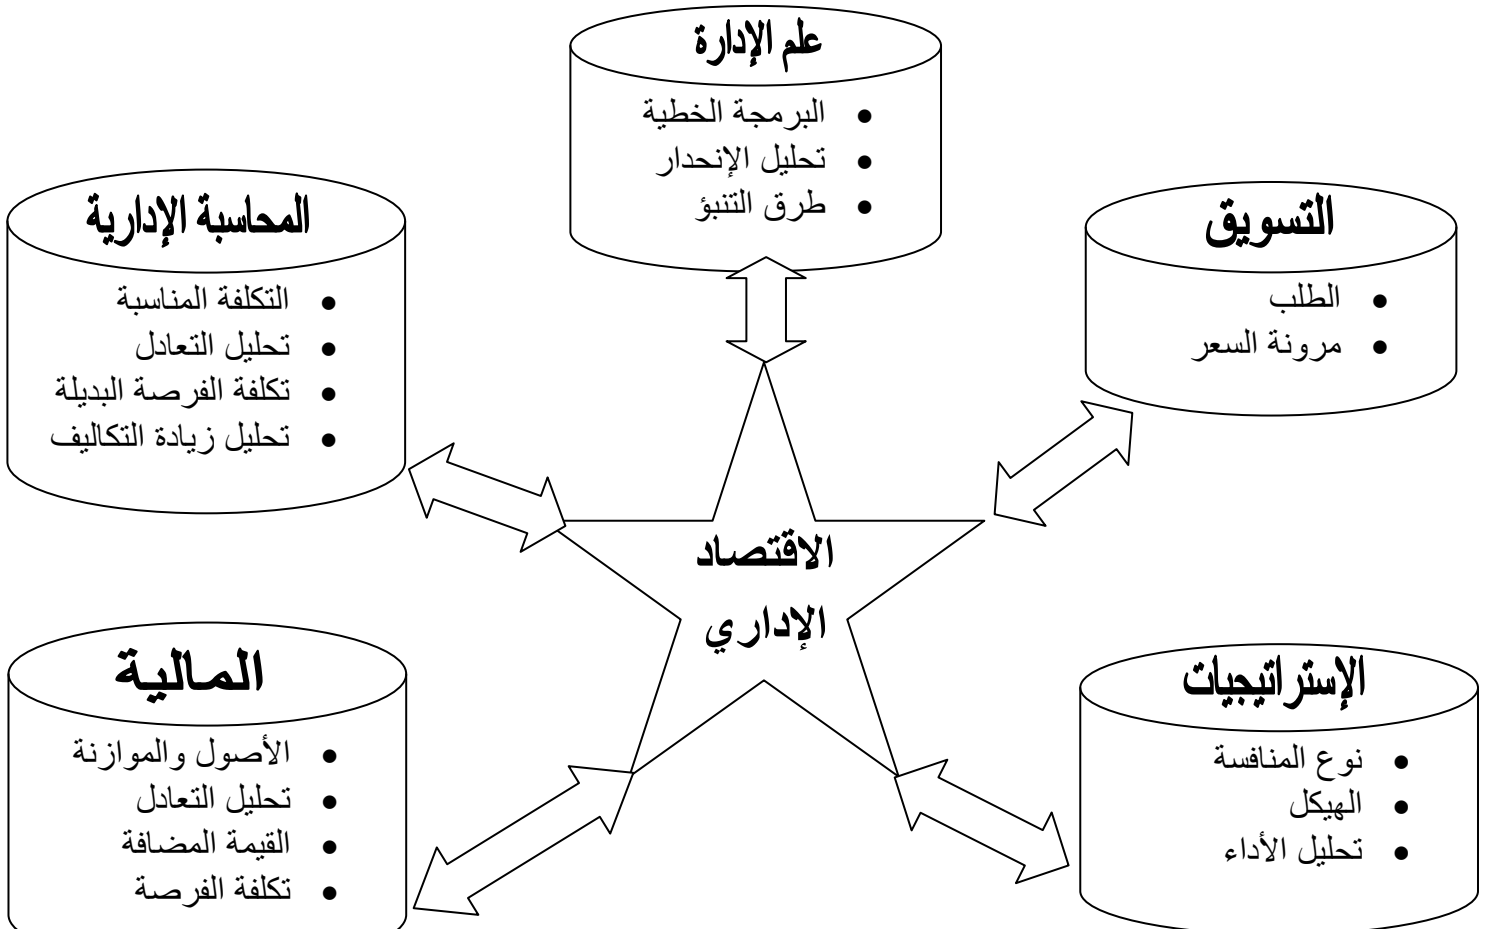 علم الإدارة
• البرمجة الخطية
• تحليل الإنحدار
• طرق التنبؤ
التسويق
• الطلب
• مرونة السعر
المحاسبة الإدارية
• التكلفة المناسبة
• تحليل التعادل
• تكلفة الفرصة البديلة
• تحليل زيادة التكاليف
الاقتصاد
الإداري
الإستراتيجيات
• نوع المنافسة
• الهيكل
• تحليل الأداء
المالية
• الأصول والموازنة
• تحليل التعادل
• القيمة المضافة
• تكلفة الفرصة